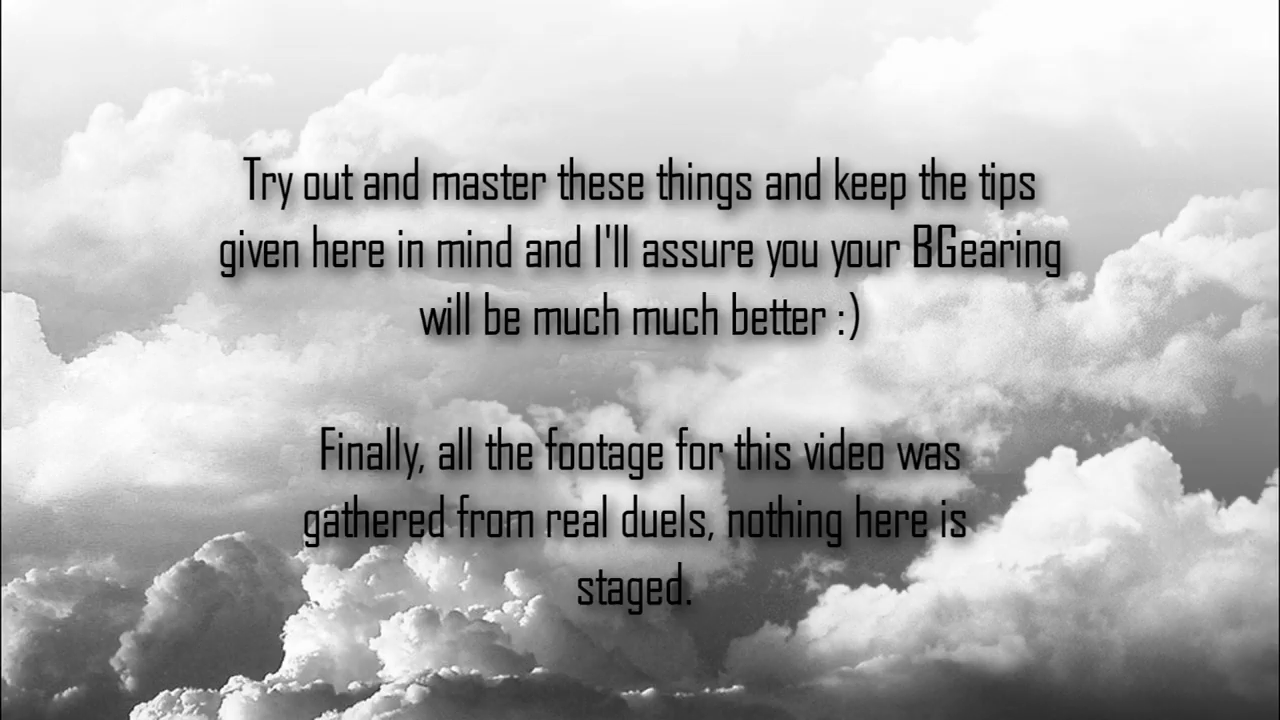 Try out and master these things and keep the tips
given here in mind and I'll assure you your BGearing
will be much much better :)
Finally, all the footage for this video was
gathered from real duels, nothing here is
staged.